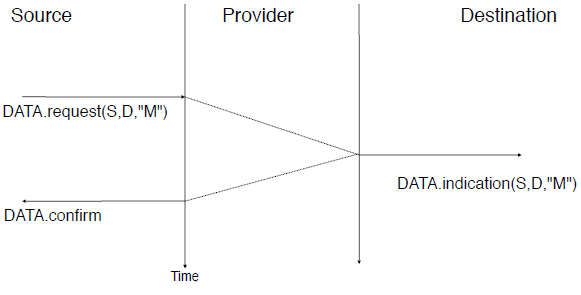 Source Provider Destination
DATA.request(S,D,"M")
DATA.indication(S,D,"M")
DATA.confirm
Time